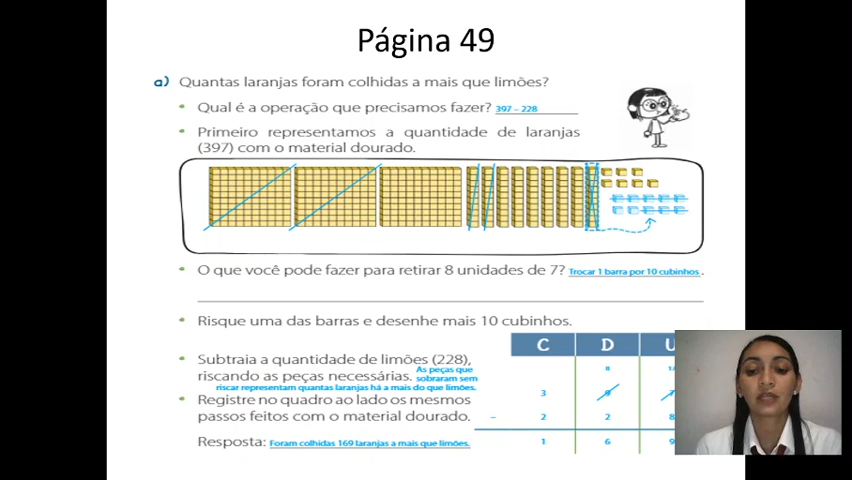 Página 49
a) Quantas laranjas foram colhidas a mais que limões?
• Qual é a operação que precisamos fazer? 397 – 228
• Primeiro representamos a quantidade de laranjas
(397) com o material dourado.
• O que você pode fazer para retirar 8 unidades de 7? Trocar 1 barra por 10 cubinhos.
• Risque uma das barras e desenhe mais 10 cubinhos.
C D U
• Subtraia a quantidade de limões (228),
8
riscando as peças necessárias. As peças que
sobraram sem
riscar representam quantas laranjas há a mais do que limões.
3 9 7
• Registre no quadro ao lado os mesmos
passos feitos com o material dourado.
– 2 2 8
Resposta: Foram colhidas 169 laranjas a mais que limões.
1 6 9